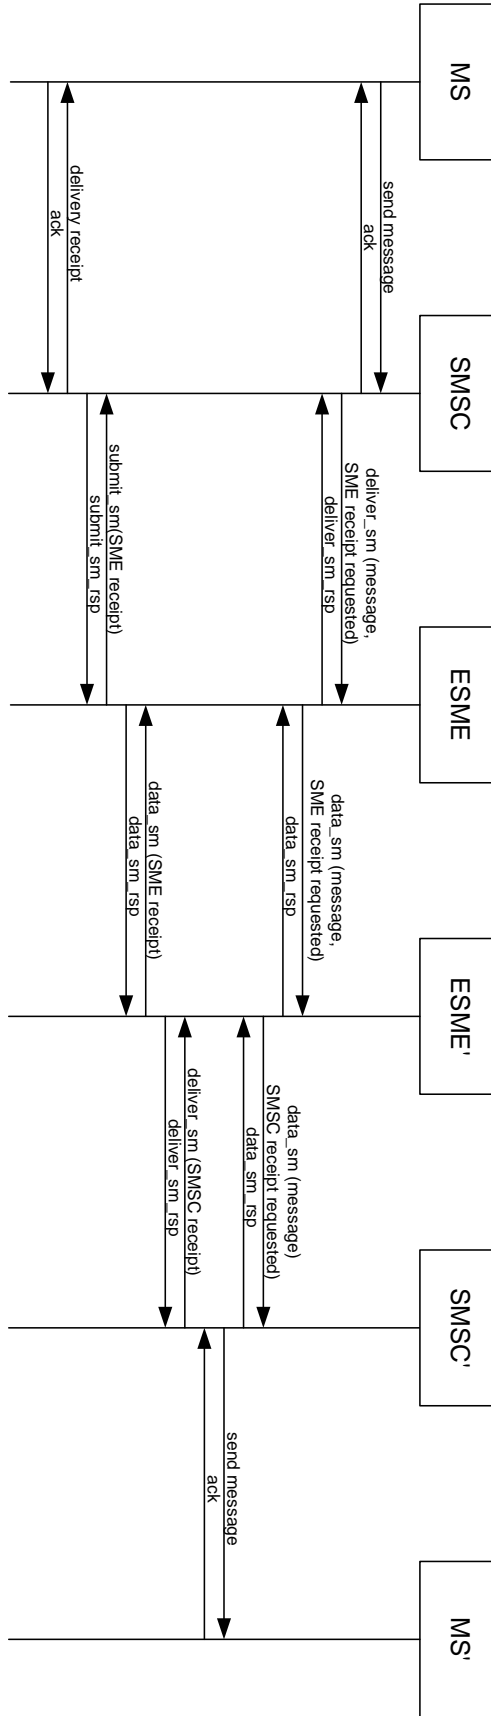 MS
SMSC
ESME
ESME'
SMSC'
MS'
send message
ack
deliver_sm (message,
SME receipt requested)
deliver_sm_rsp
data_sm (message,
SME receipt requested)
data_sm_rsp
data_sm (message)
SMSC receipt requested)
data_sm_rsp
send message
ack
deliver_sm (SMSC receipt)
deliver_sm_rsp
data_sm (SME receipt)
data_sm_rsp
submit_sm(SME receipt)
submit_sm_rsp
delivery receipt
ack